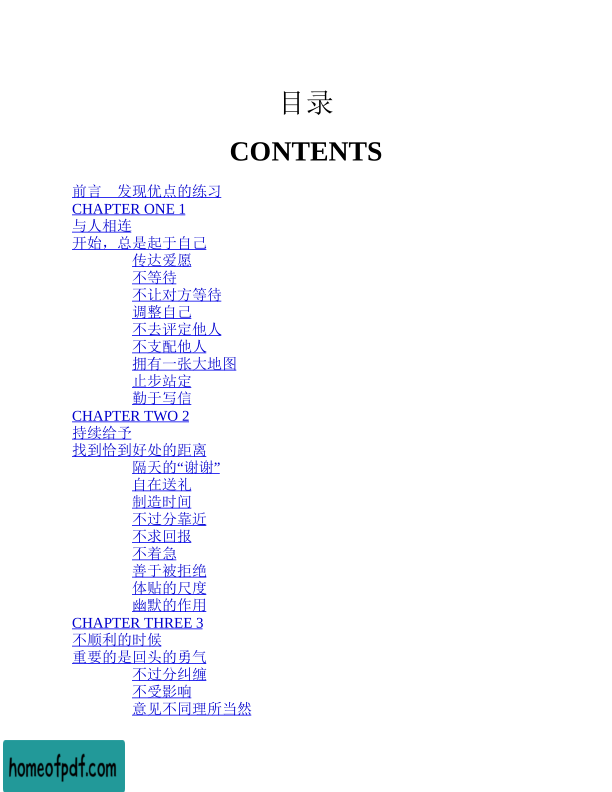 目录
CONTENTS
前言　发现优点的练习
CHAPTER ONE 1
与人相连
开始，总是起于自己
传达爱愿
不等待
不让对方等待
调整自己
不去评定他人
不支配他人
拥有一张大地图
止步站定
勤于写信
CHAPTER TWO 2
持续给予
找到恰到好处的距离
隔天的“谢谢”
自在送礼
制造时间
不过分靠近
不求回报
不着急
善于被拒绝
体贴的尺度
幽默的作用
CHAPTER THREE 3
不顺利的时候
重要的是回头的勇气
不过分纠缠
不受影响
意见不同理所当然
homeofpdf.com